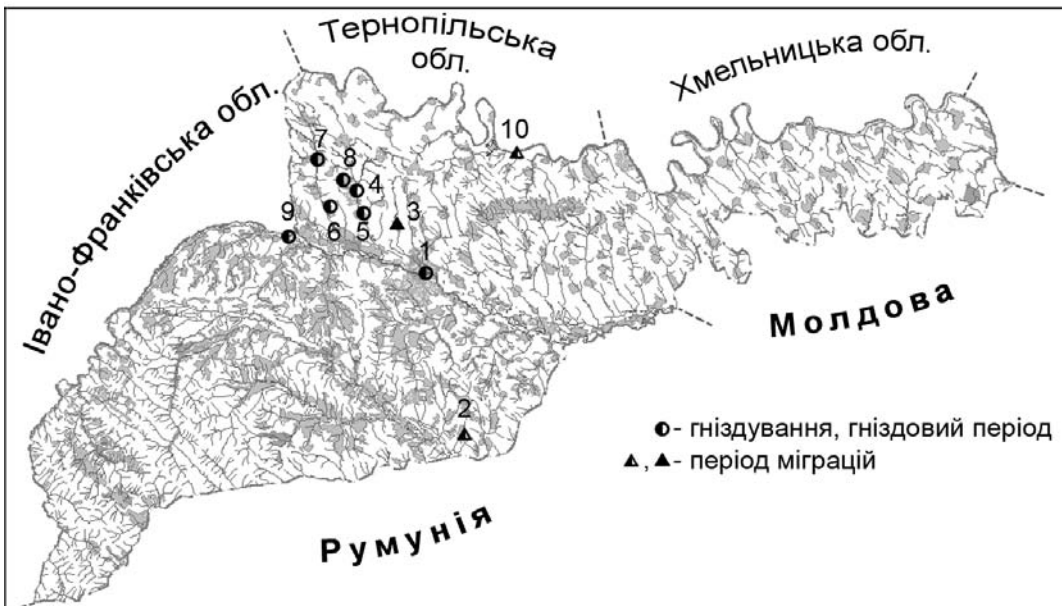 Тернопільська
обл.
Хмельницька обл.
Івано-Франківська обл.
7
8
10
4
3
6
5
9
1
Молдова
2
◐- гніздування, гніздовий період
◭, ▲- період міграцій
Румунія